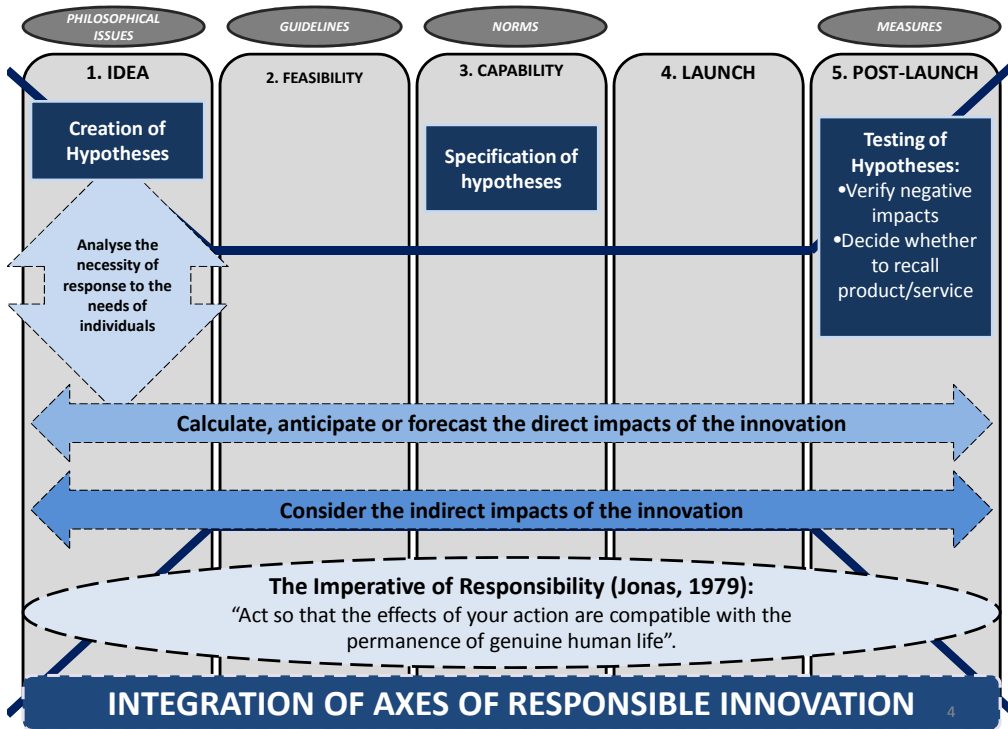 PHILOSOPHICAL
ISSUES
GUIDELINES
NORMS
MEASURES
1. IDEA
2. FEASIBILITY
3. CAPABILITY
4. LAUNCH
5. POST-LAUNCH
Creation of
Hypotheses
Specification of
hypotheses
Testing of
Hypotheses:
•Verify negative
impacts
•Decide whether
to recall
product/service
Analyse the
necessity of
response to the
needs of
individuals
Calculate, anticipate or forecast the direct impacts of the innovation
Consider the indirect impacts of the innovation
The Imperative of Responsibility (Jonas, 1979):
“Act so that the effects of your action are compatible with the
permanence of genuine human life”.
INTEGRATION OF AXES OF RESPONSIBLE INNOVATION
4